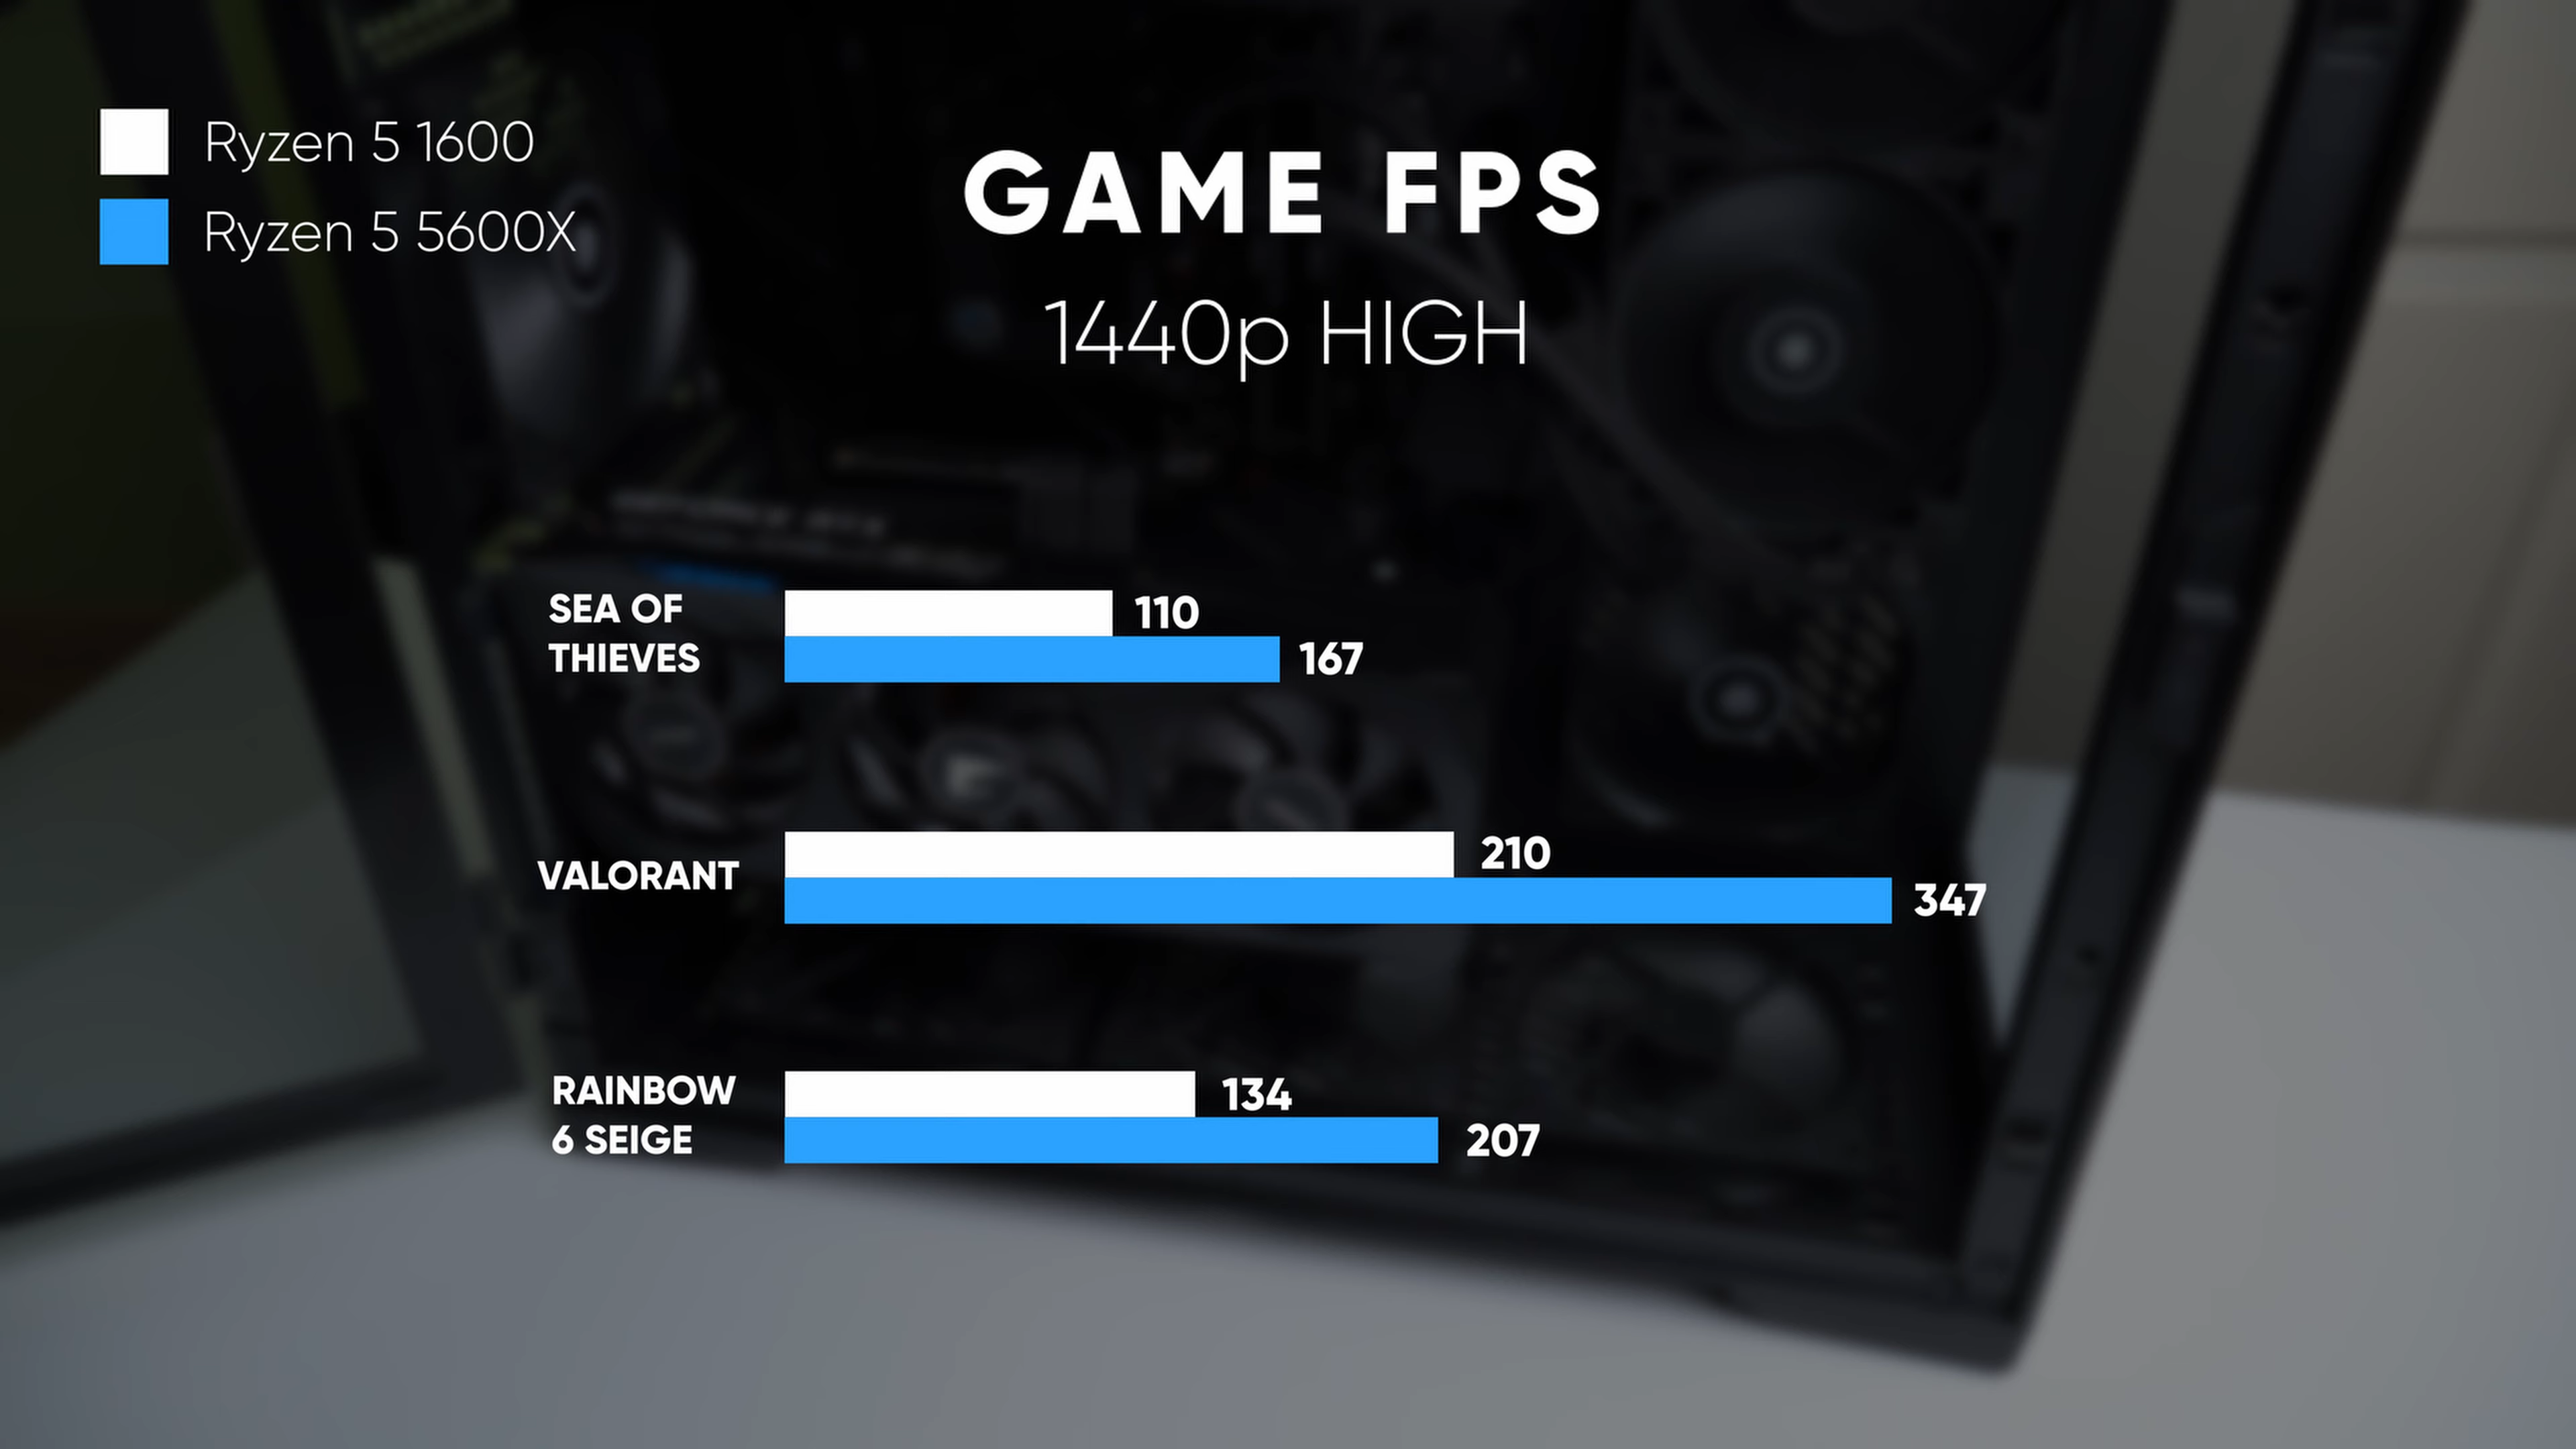 Ryzen 5 1600
Ryzen 5 5600X
GAME FPS
1440p HIGH
SEA OF
THIEVES
110
167
VALORANT
210
347
RAINBOW
6 SEIGE
134
207